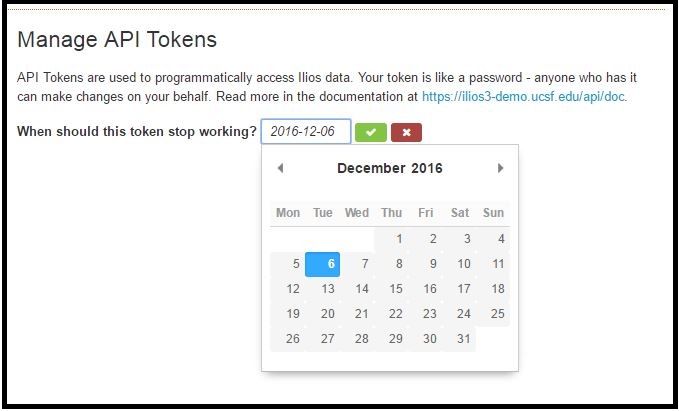 Manage API Tokens
API Tokens are used to programmatically access Ilios data. Your token is like a password - anyone who has it
can make changes on your behalf. Read more in the documentation at https://ilios3-demo.ucsf.edu/api/doc.
When should this token stop working? 2016-12-06
December 2016
Mon Tue Wed Thu Fri Sat Sun
1 2 3 4
5 6 7 8 9 10 11
12 13 14 15 16 17 18
19 20 21 22 23 24 25
26 27 28 29 30 31